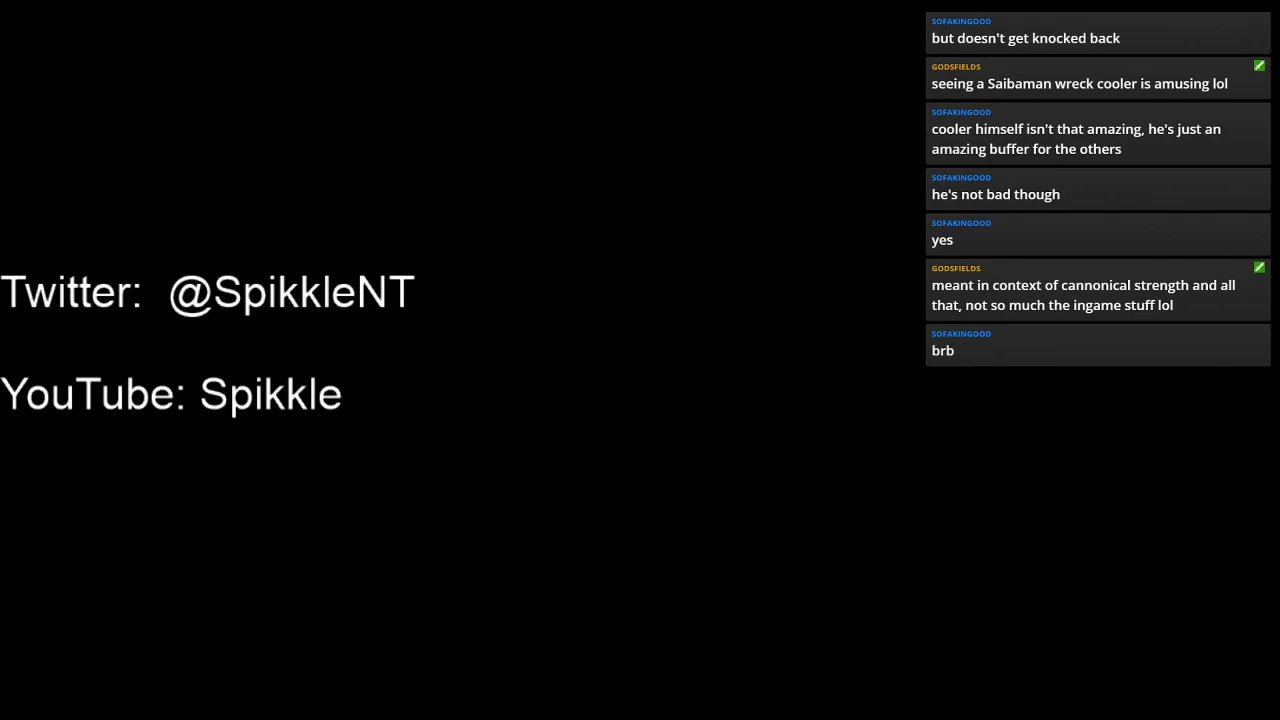 Twitter:  @SpikkleNT
YouTube: Spikkle
SOFAKINGOOD
but doesn't get knocked back
GODSFIELDS
seeing a Saibaman wreck cooler is amusing lol
SOFAKINGOOD
cooler himself isn't that amazing, he's just an
amazing buffer for the others
SOFAKINGOOD
he's not bad though
SOFAKINGOOD
yes
GODSFIELDS
meant in context of cannonical strength and all
that, not so much the ingame stuff lol
SOFAKINGOOD
brb